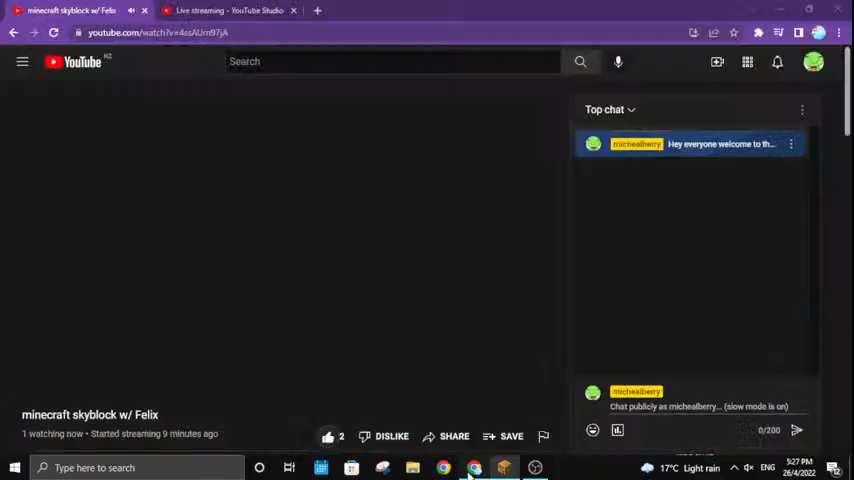 minecraft skyblock w/ Felix
Live streaming - YouTube Studio
youtube.com/watch?v=4ssAUrn97jA
YouTube NZ
Search
Top chat
michealberry Hey everyone welcome to th...
michealberry
Chat publicly as michealberry... (slow mode is on)
0/200
minecraft skyblock w/ Felix
1 watching now • Started streaming 9 minutes ago
2 DISLIKE SHARE SAVE
Type here to search
17°C Light rain
ENG
5:27 PM
26/4/2022
12